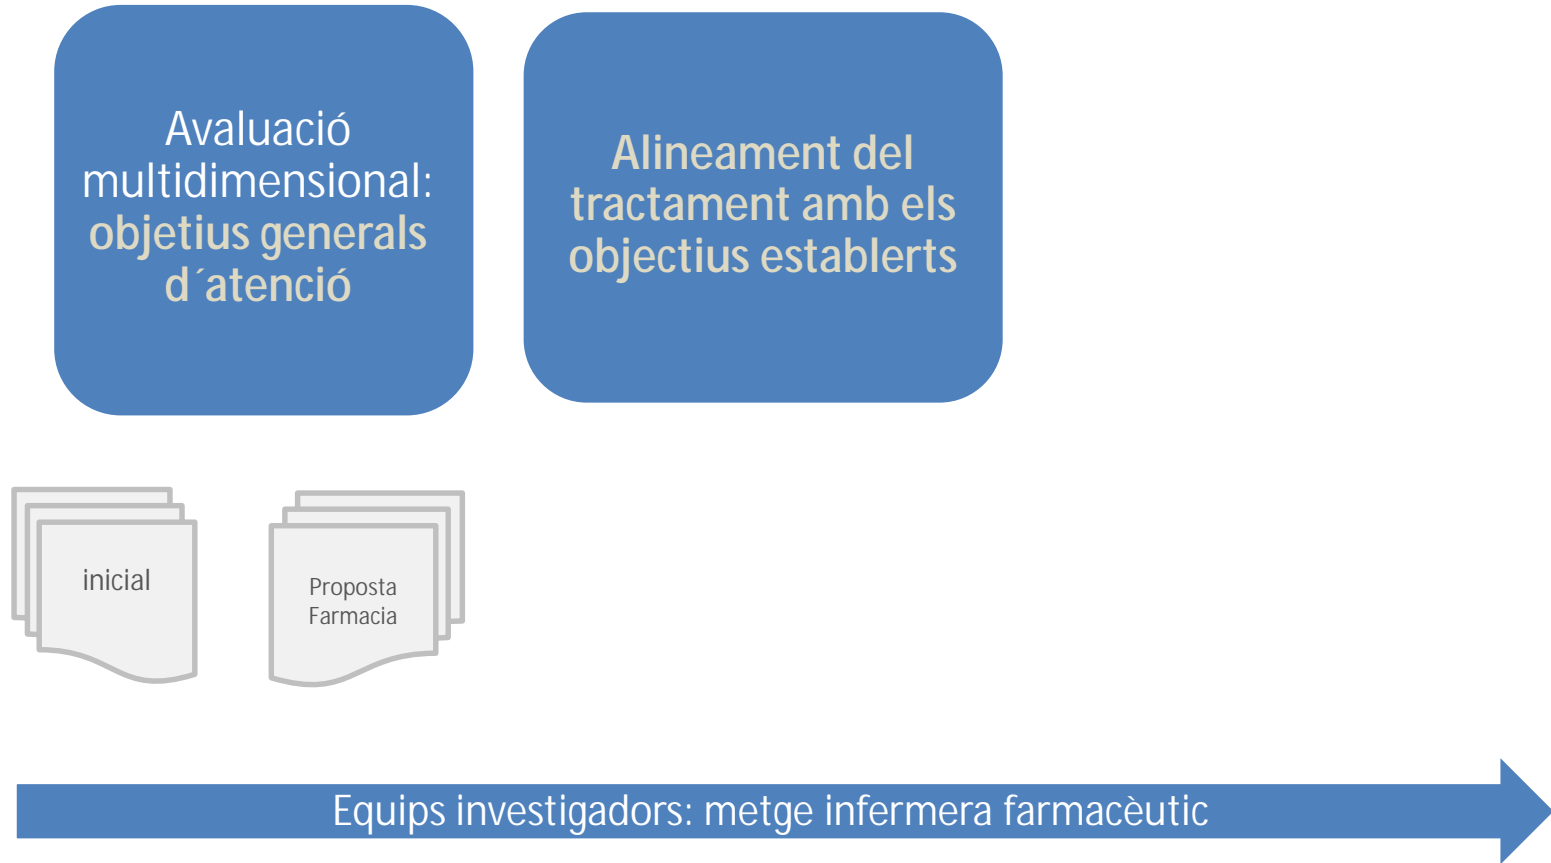 Avaluació
multidimensional:
objetius generals
d´atenció
Alineament del
tractament amb els
objectius establerts
inicial
Proposta
Farmacia
Equips investigadors: metge infermera farmacèutic